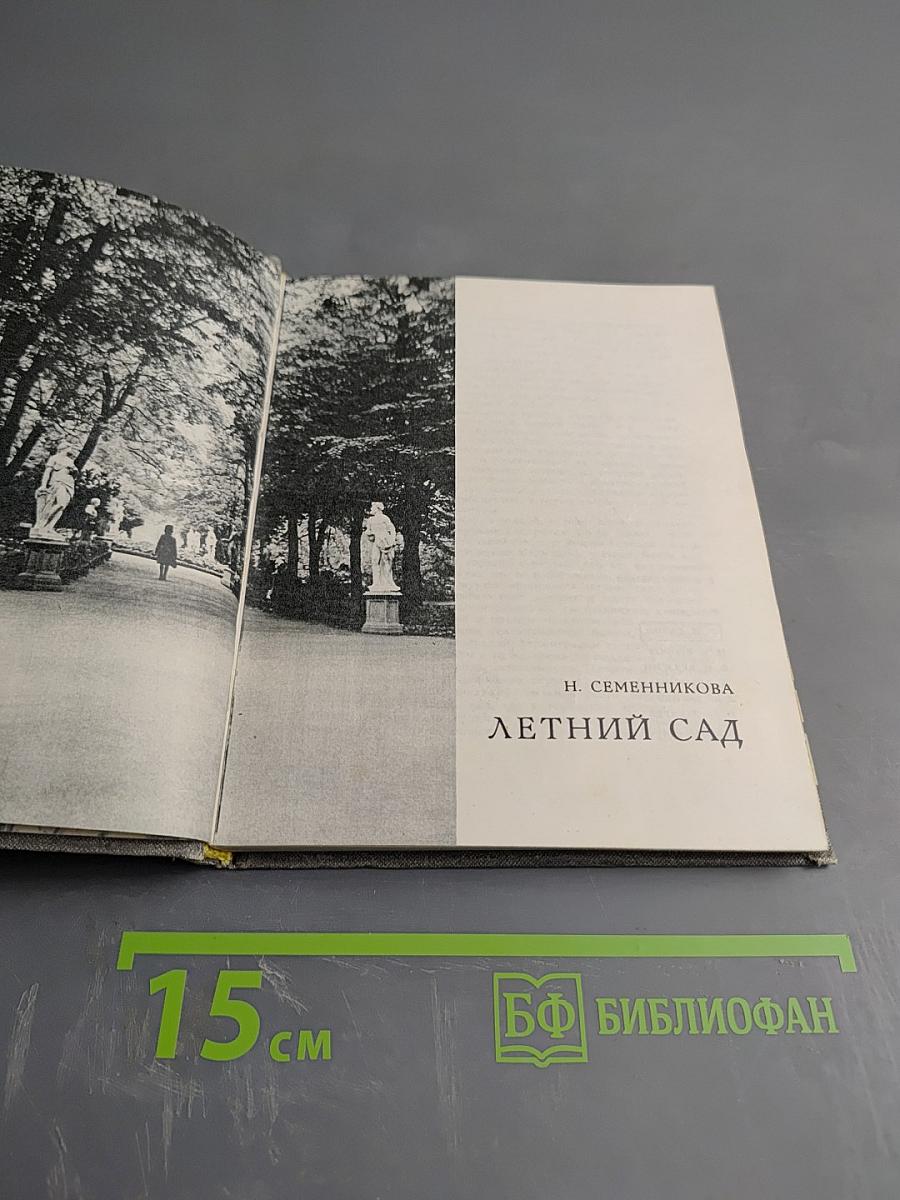 Н. СЕМЕННИКОВА
ЛЕТНИЙ САД
15 см
БФ БИБЛИОФАН